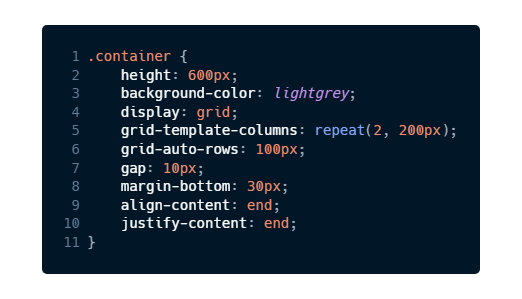 1 .container {
2     height: 600px;
3     background-color: lightgrey;
4     display: grid;
5     grid-template-columns: repeat(2, 200px);
6     grid-auto-rows: 100px;
7     gap: 10px;
8     margin-bottom: 30px;
9     align-content: end;
10     justify-content: end;
11 }